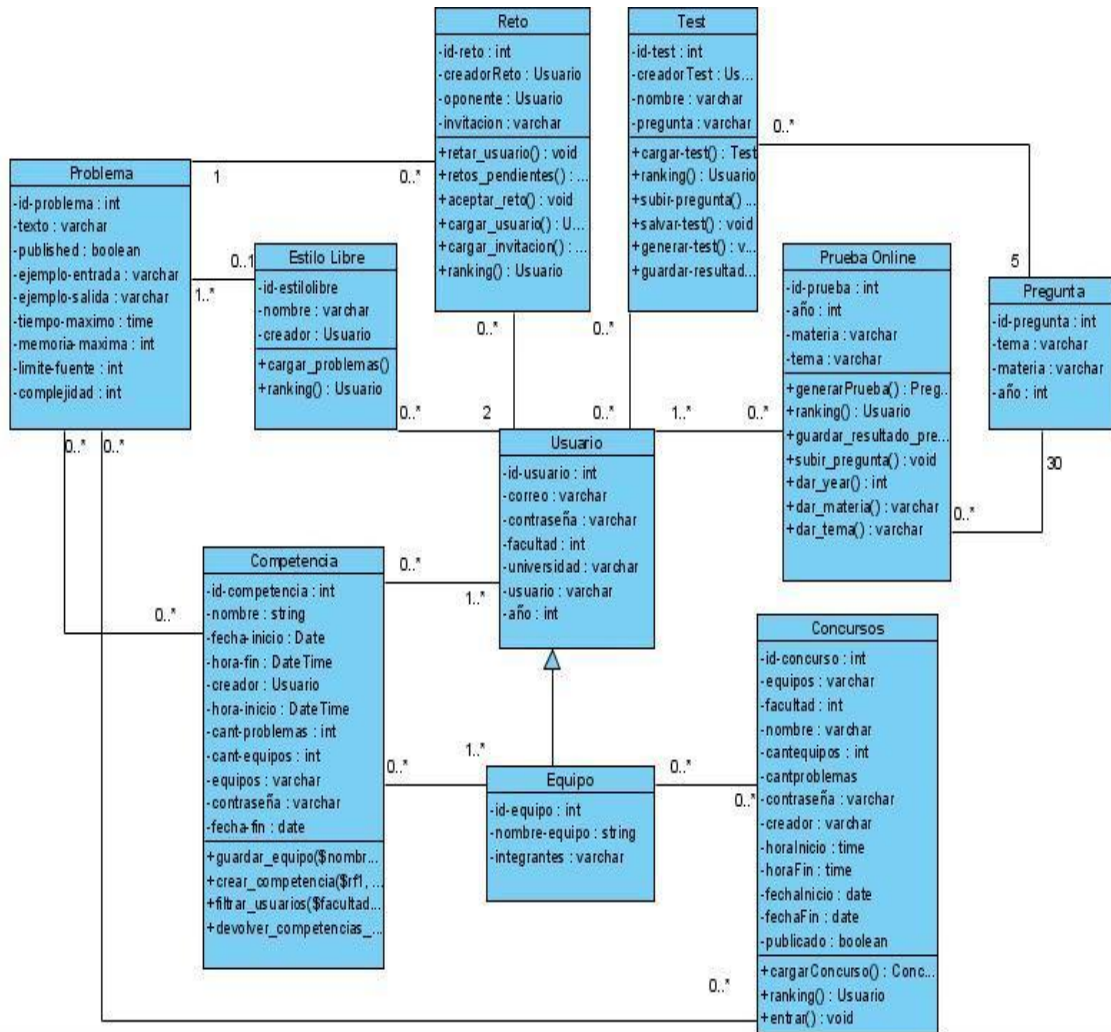 Reto
-id-reto : int
-creadorReto : Usuario
-oponente : Usuario
-invitacion : varchar
+retar_usuario() : void
+retos_pendientes() : ...
+aceptar_reto() : void
+cargar_usuario() : U...
+cargar_invitacion() : ...
+ranking() : Usuario
Test
-id-test : int
-creadorTest : Us...
-nombre : varchar
-pregunta : varchar
+cargar-test() : Test
+ranking() : Usuario
+subir-pregunta() ...
+salvar-test() : void
+generar-test() : v...
+guardar-resultad...
0..*
1
0..*
Problema
-id-problema : int
-texto : varchar
-published : boolean
-ejemplo-entrada : varchar
-ejemplo-salida : varchar
-tiempo-maximo : time
-memoria-maxima : int
-limite-fuente : int
-complejidad : int
0..1
1..*
Estilo Libre
-id-estilolibre
-nombre : varchar
-creador : Usuario
+cargar_problemas()
+ranking() : Usuario
Prueba Online
-id-prueba : int
-año : int
-materia : varchar
-tema : varchar
+generarPrueba() : Preg...
+ranking() : Usuario
+guardar_resultado_pre...
+subir_pregunta() : void
+dar_year() : int
+dar_materia() : varchar
+dar_tema() : varchar
5
Pregunta
-id-pregunta : int
-tema : varchar
-materia : varchar
-año : int
0..*
0..*
0..*
2
0..*
1..*
0..*
0..*
0..*
30
0..*
Usuario
-id-usuario : int
-correo : varchar
-contraseña : varchar
-facultad : int
-universidad : varchar
-usuario : varchar
-año : int
Competencia
-id-competencia : int
-nombre : string
-fecha-inicio : Date
-hora-fin : DateTime
-creador : Usuario
-hora-inicio : DateTime
-cant-problemas : int
-cant-equipos : int
-equipos : varchar
-contraseña : varchar
-fecha-fin : date
+guardar_equipo($nombr...
+crear_competencia($rf1, ...
+filtrar_usuarios($facultad...
+devolver_competencias_...
0..*
1..*
0..*
0..*
1..*
0..*
0..*
Equipo
-id-equipo : int
-nombre-equipo : string
-integrantes : varchar
Concursos
-id-concurso : int
-equipos : varchar
-facultad : int
-nombre : varchar
-cantequipos : int
-cantproblemas
-contraseña : varchar
-creador : varchar
-horaInicio : time
-horaFin : time
-fechaInicio : date
-fechaFin : date
-publicado : boolean
+cargarConcurso() : Conc...
+ranking() : Usuario
+entrar() : void
0..*